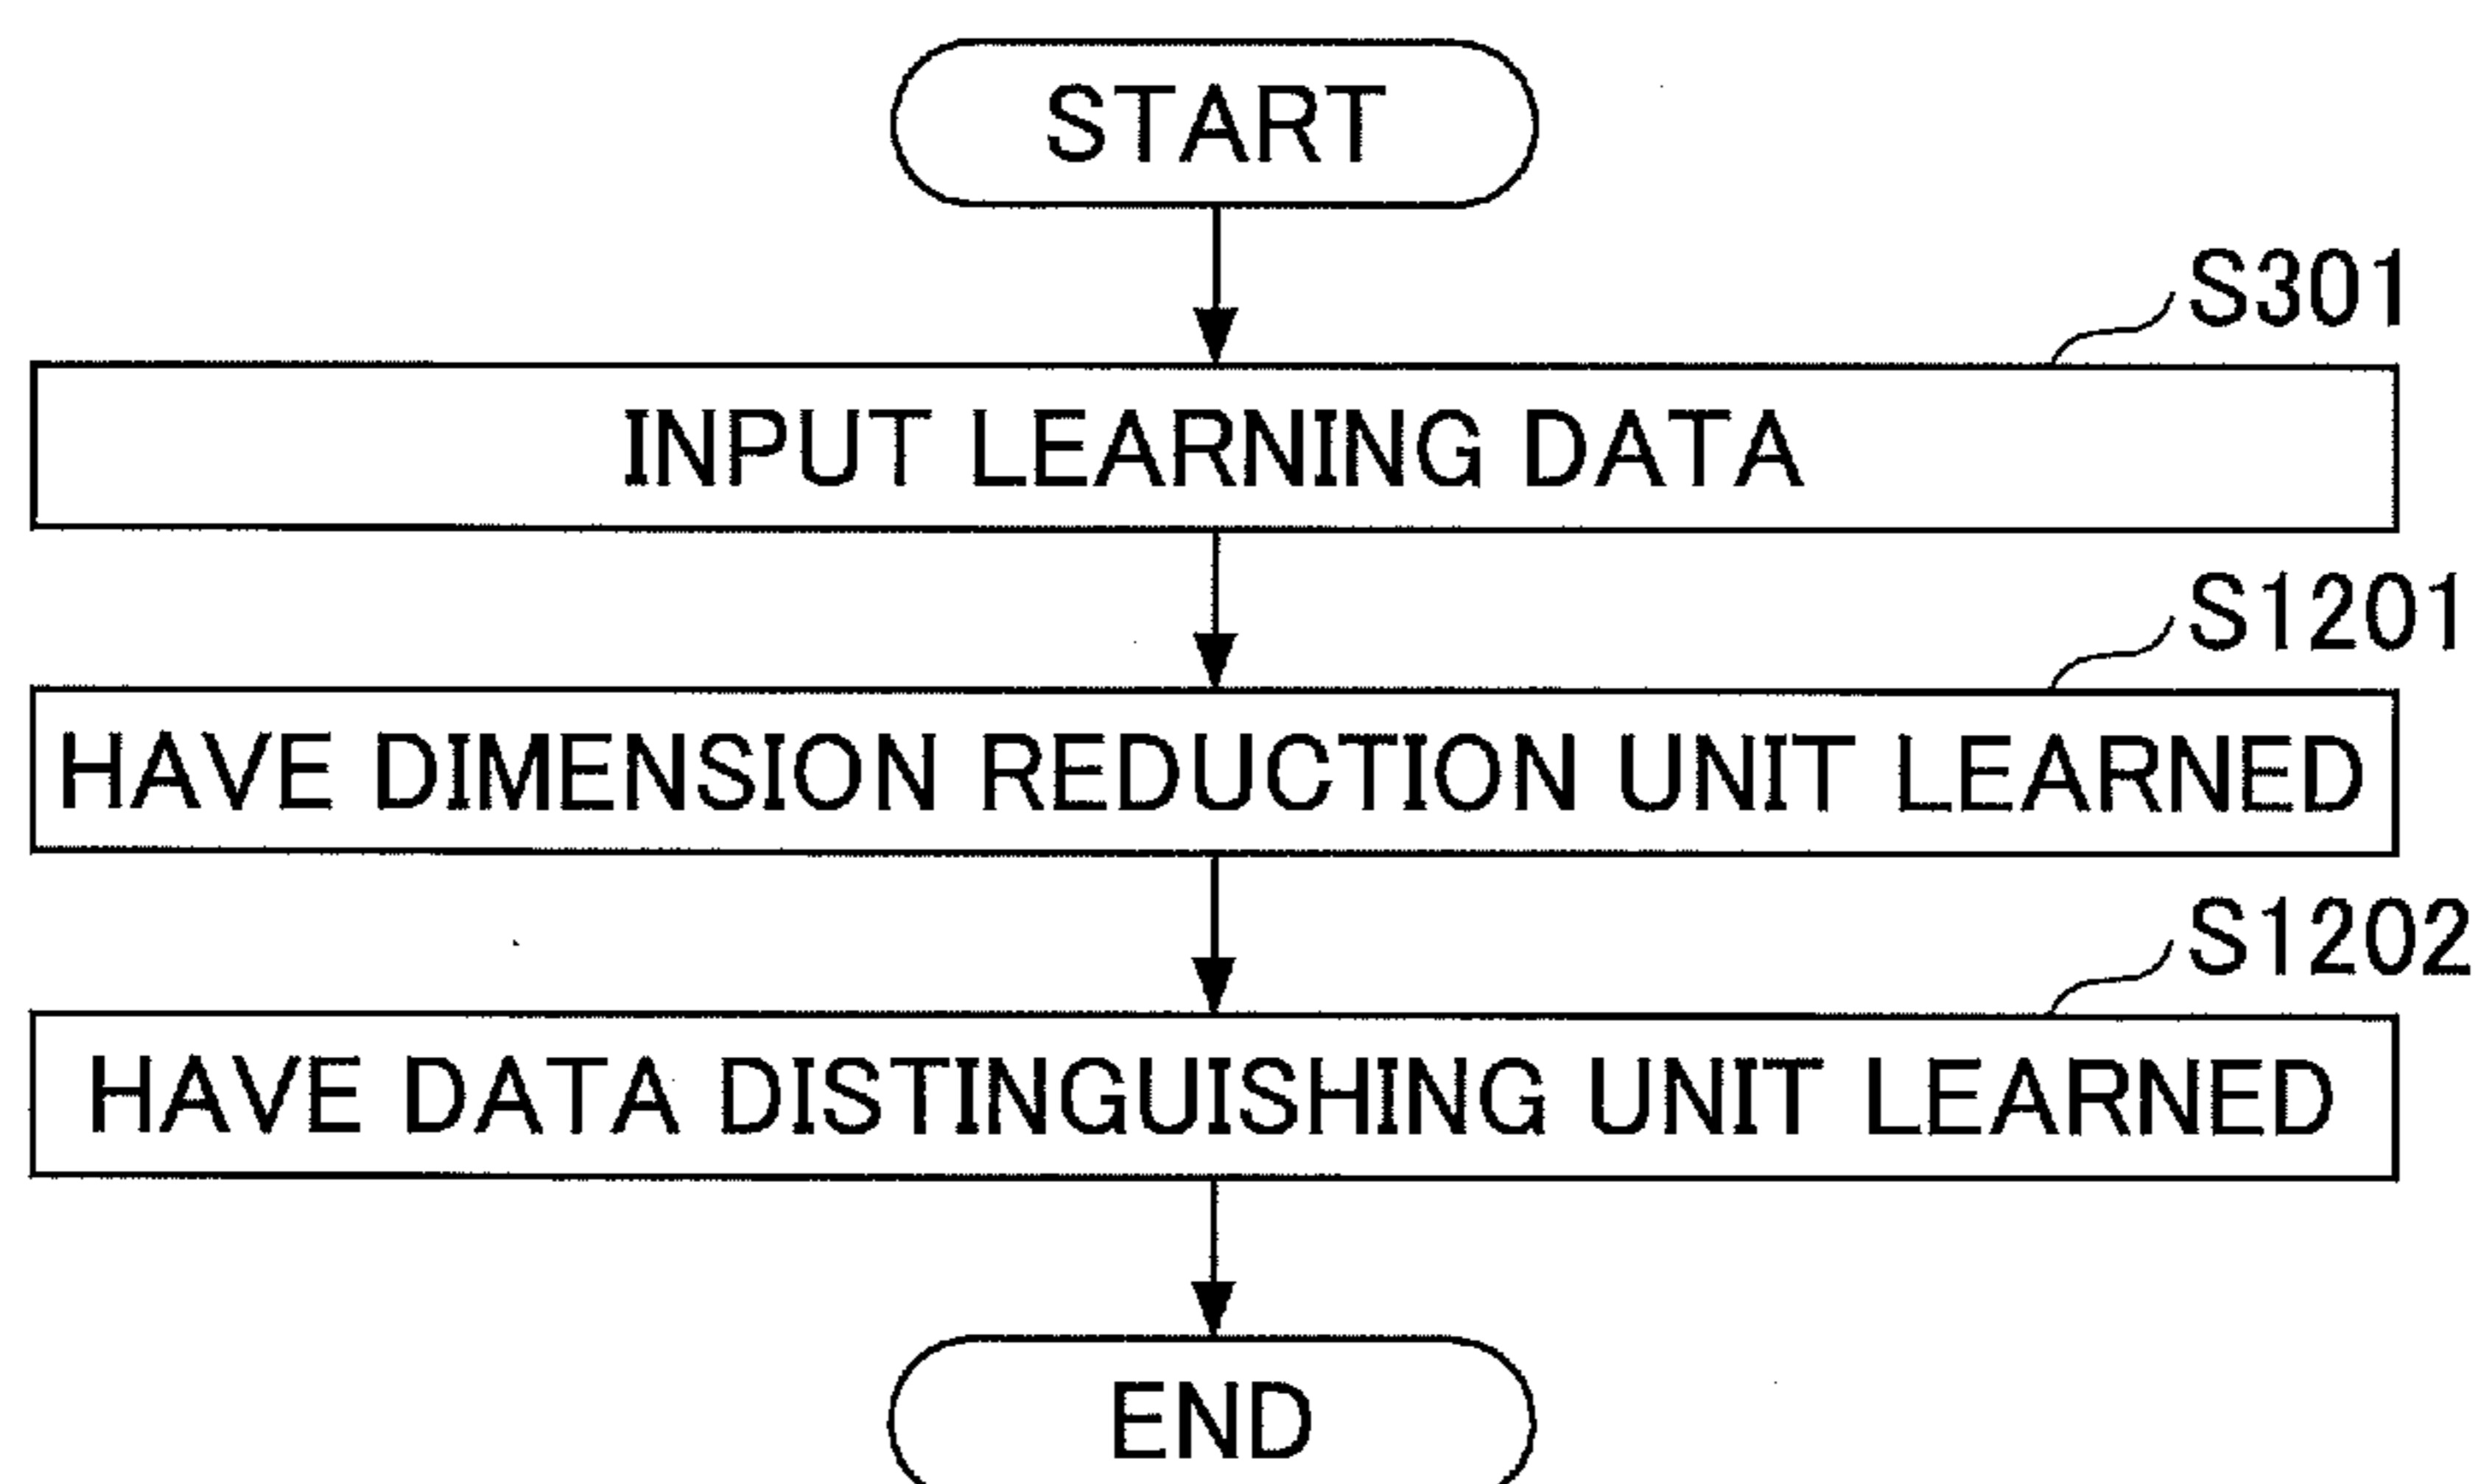 START
S301
INPUT LEARNING DATA
S1201
HAVE DIMENSION REDUCTION UNIT LEARNED
S1202
HAVE DATA DISTINGUISHING UNIT LEARNED
END